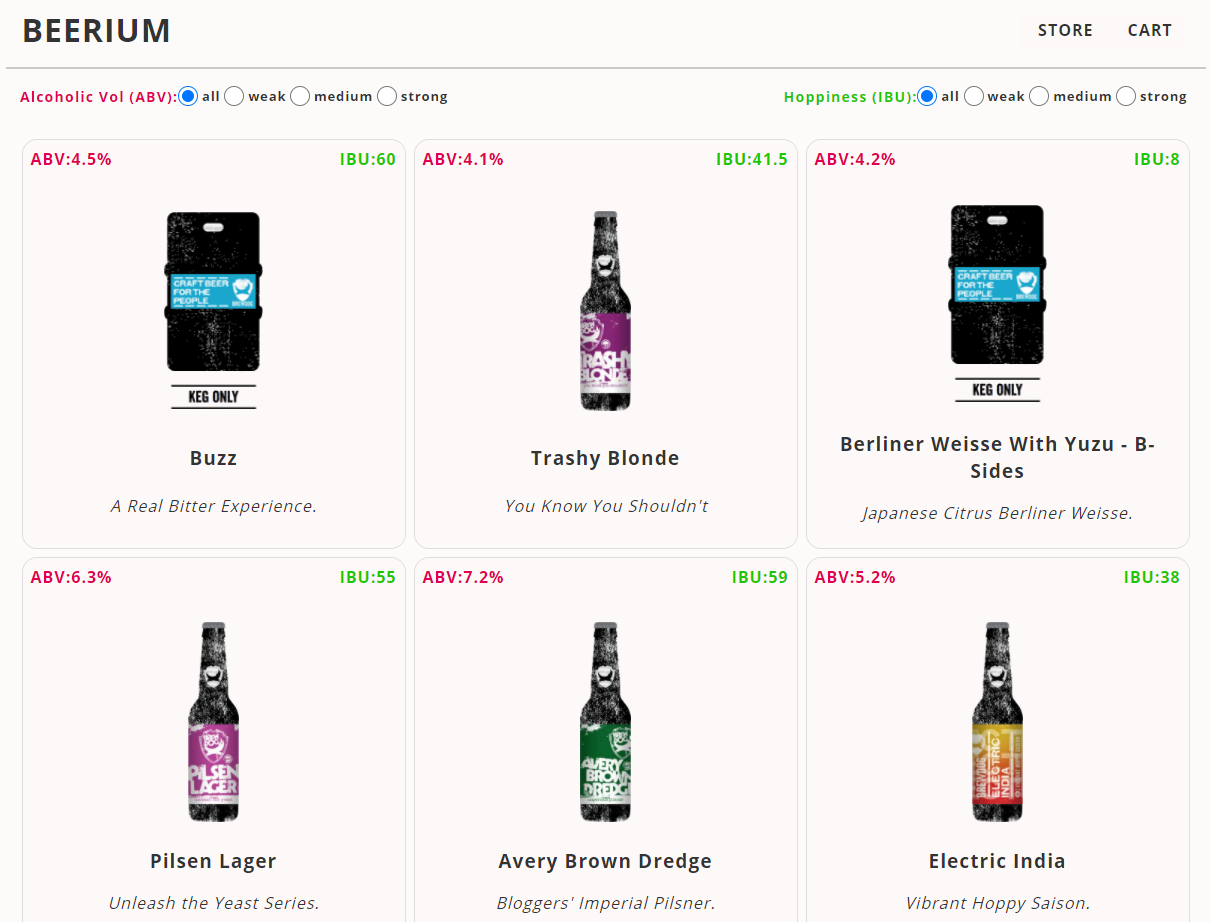 BEERIUM
STORE CART
Alcoholic Vol (ABV): all weak medium strong
Hoppiness (IBU): all weak medium strong
ABV:4.5% IBU:60
CRAFT BEER
FOR THE
PEOPLE
BREWDOG
KEG ONLY
Buzz
A Real Bitter Experience.
ABV:4.1% IBU:41.5
TRASHY
BLONDE
Trashy Blonde
You Know You Shouldn't
ABV:4.2% IBU:8
CRAFT BEER
FOR THE
PEOPLE
BREWDOG
KEG ONLY
Berliner Weisse With Yuzu - B-
Sides
Japanese Citrus Berliner Weisse.
ABV:6.3% IBU:55
PILSEN
LAGER
Pilsen Lager
Unleash the Yeast Series.
ABV:7.2% IBU:59
AVERY
BROWN
DREDGE
Avery Brown Dredge
Bloggers' Imperial Pilsner.
ABV:5.2% IBU:38
BREWDOG
ELECTRIC
INDIA
Electric India
Vibrant Hoppy Saison.